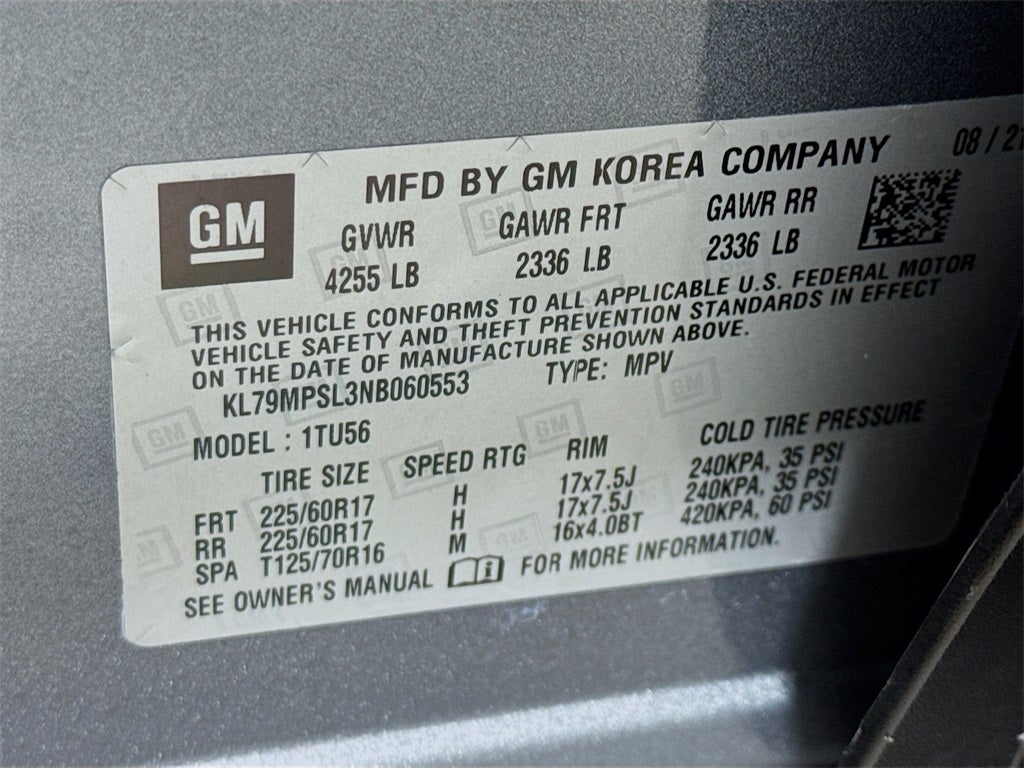 GM
MFD BY GM KOREA COMPANY 08/21
GVWR GAWR FRT GAWR RR
4255 LB 2336 LB 2336 LB
THIS VEHICLE CONFORMS TO ALL APPLICABLE U.S. FEDERAL MOTOR
VEHICLE SAFETY AND THEFT PREVENTION STANDARDS IN EFFECT
ON THE DATE OF MANUFACTURE SHOWN ABOVE.
KL79MPSL3NB060553 TYPE: MPV
MODEL : 1TU56
TIRE SIZE SPEED RTG RIM COLD TIRE PRESSURE
FRT 225/60R17 H 17x7.5J 240KPA, 35 PSI
RR 225/60R17 H 17x7.5J 240KPA, 35 PSI
SPA T125/70R16 M 16x4.0BT 420KPA, 60 PSI
SEE OWNER'S MANUAL FOR MORE INFORMATION.